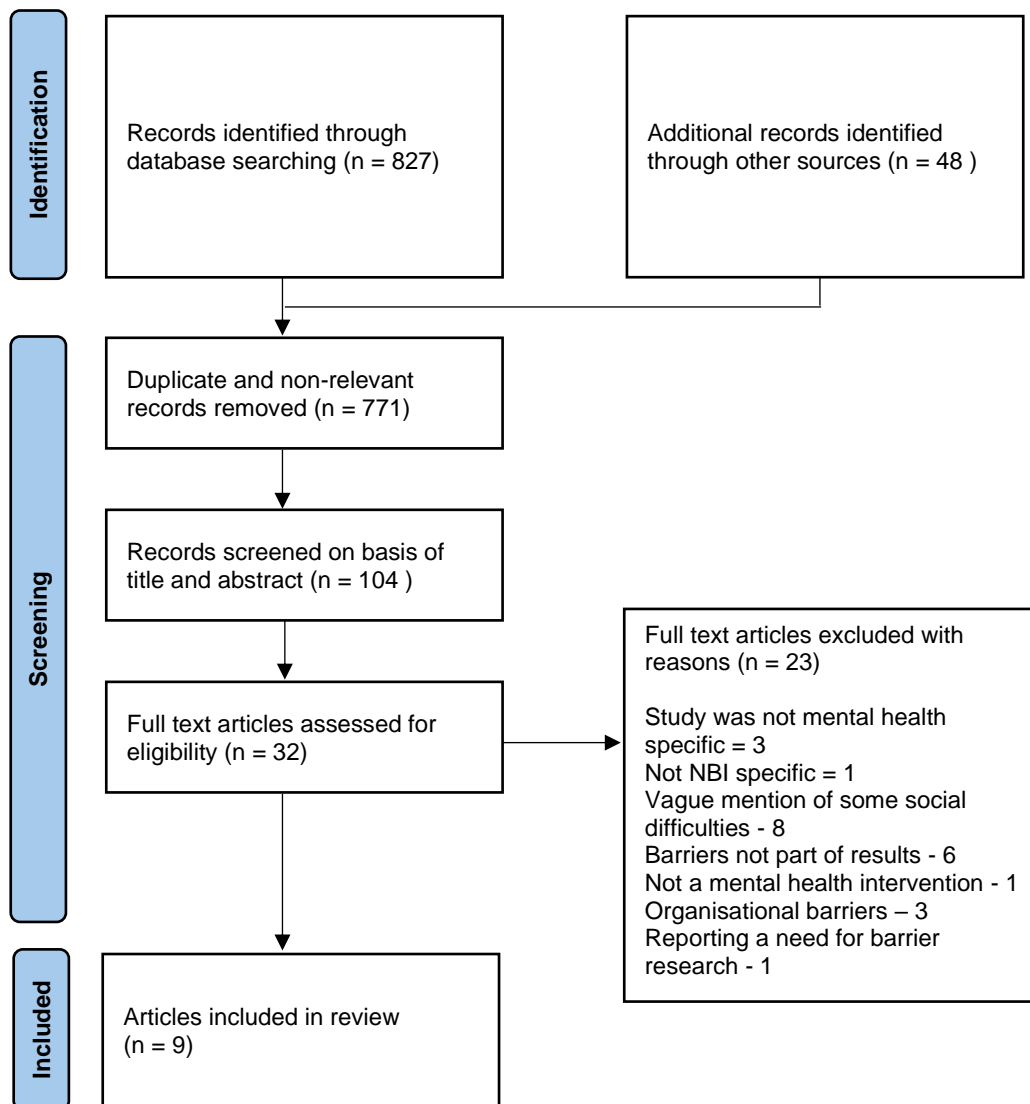 Identification
Records identified through
database searching (n = 827)
Additional records identified
through other sources (n = 48 )
Screening
Duplicate and non-relevant
records removed (n = 771)
Records screened on basis of
title and abstract (n = 104 )
Full text articles assessed for
eligibility (n = 32)
Full text articles excluded with
reasons (n = 23)
Study was not mental health
specific = 3
Not NBI specific = 1
Vague mention of some social
difficulties - 8
Barriers not part of results - 6
Not a mental health intervention - 1
Organisational barriers – 3
Reporting a need for barrier
research - 1
Included
Articles included in review
(n = 9)